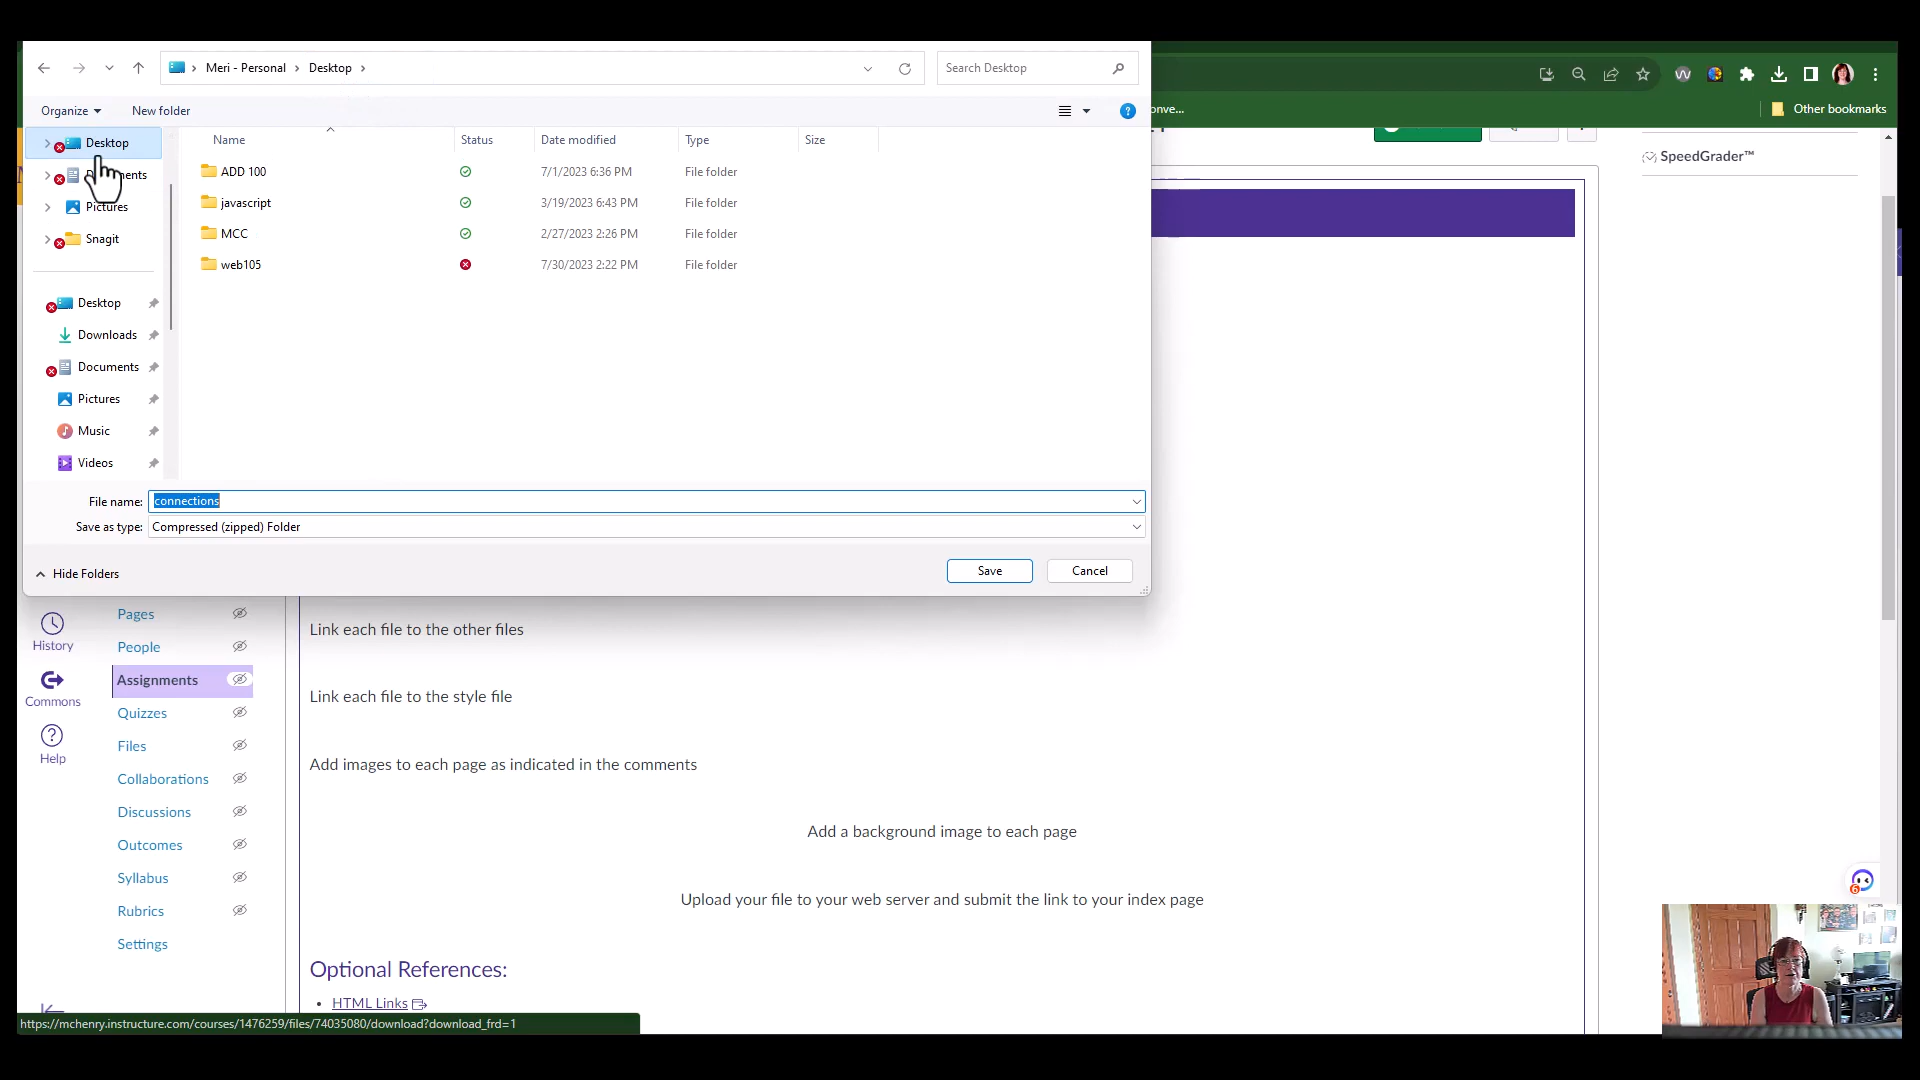 Meri - Personal
Desktop
Search Desktop
Organize
New folder
onve...
Other bookmarks
Desktop
Pictures
Snagit
Desktop
Downloads
Documents
Pictures
Music
Videos
Name
Status
Date modified
Type
Size
ADD 100
7/1/2023 6:36 PM
File folder
javascript
3/19/2023 6:43 PM
File folder
MCC
2/27/2023 2:26 PM
File folder
web105
7/30/2023 2:22 PM
File folder
SpeedGrader™
File name:
connections
Save as type:
Compressed (zipped) Folder
Hide Folders
Save
Cancel
History
Commons
Help
Pages
People
Assignments
Quizzes
Files
Collaborations
Discussions
Outcomes
Syllabus
Rubrics
Settings
Link each file to the other files
Link each file to the style file
Add images to each page as indicated in the comments
Add a background image to each page
Upload your file to your web server and submit the link to your index page
Optional References:
• HTML Links
6
https://mchenry.instructure.com/courses/1476259/files/74035080/download?download_frd=1